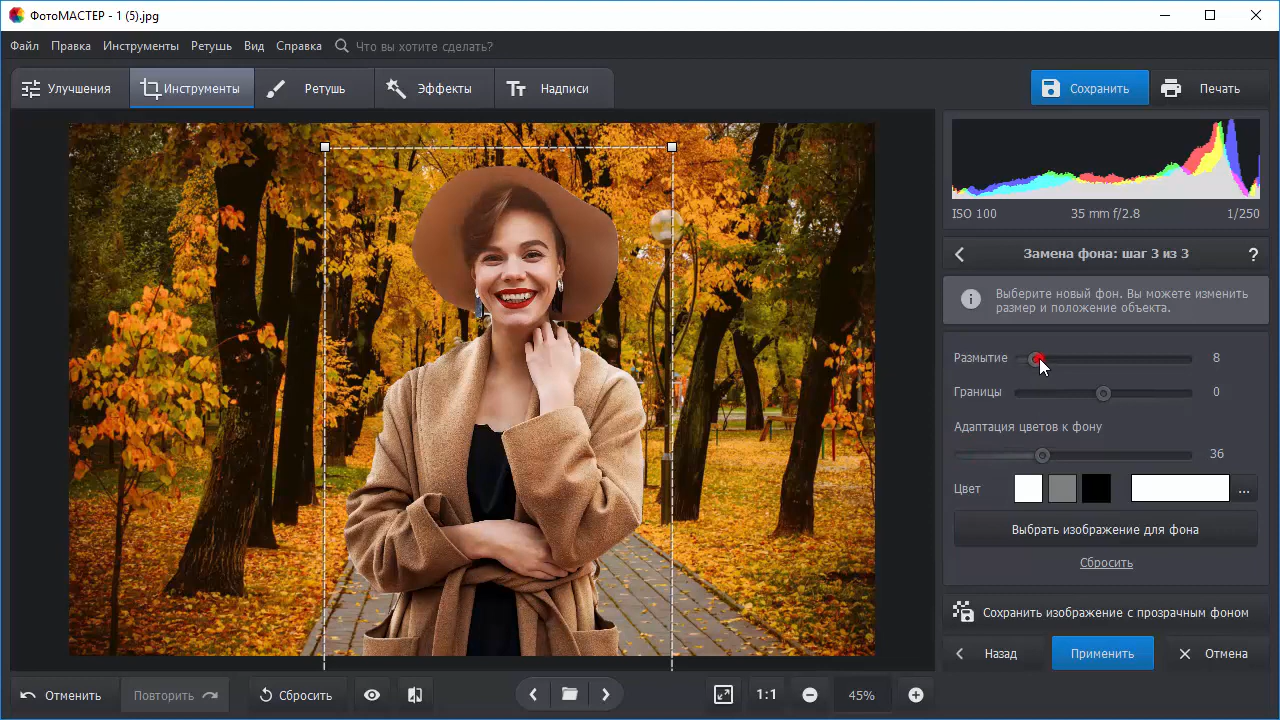 ФотоМАСТЕР - 1 (5).jpg
Файл Правка Инструменты Ретушь Вид Справка Что вы хотите сделать?
Улучшения Инструменты Ретушь Эффекты Надписи Сохранить Печать
ISO 100 35 mm f/2.8 1/250
Замена фона: шаг 3 из 3 ?
Выберите новый фон. Вы можете изменить
размер и положение объекта.
Размытие 8
Границы 0
Адаптация цветов к фону
36
Цвет ...
Выбрать изображение для фона
Сбросить
Сохранить изображение с прозрачным фоном
Назад Применить Отмена
Отменить Повторить Сбросить 1:1 45%